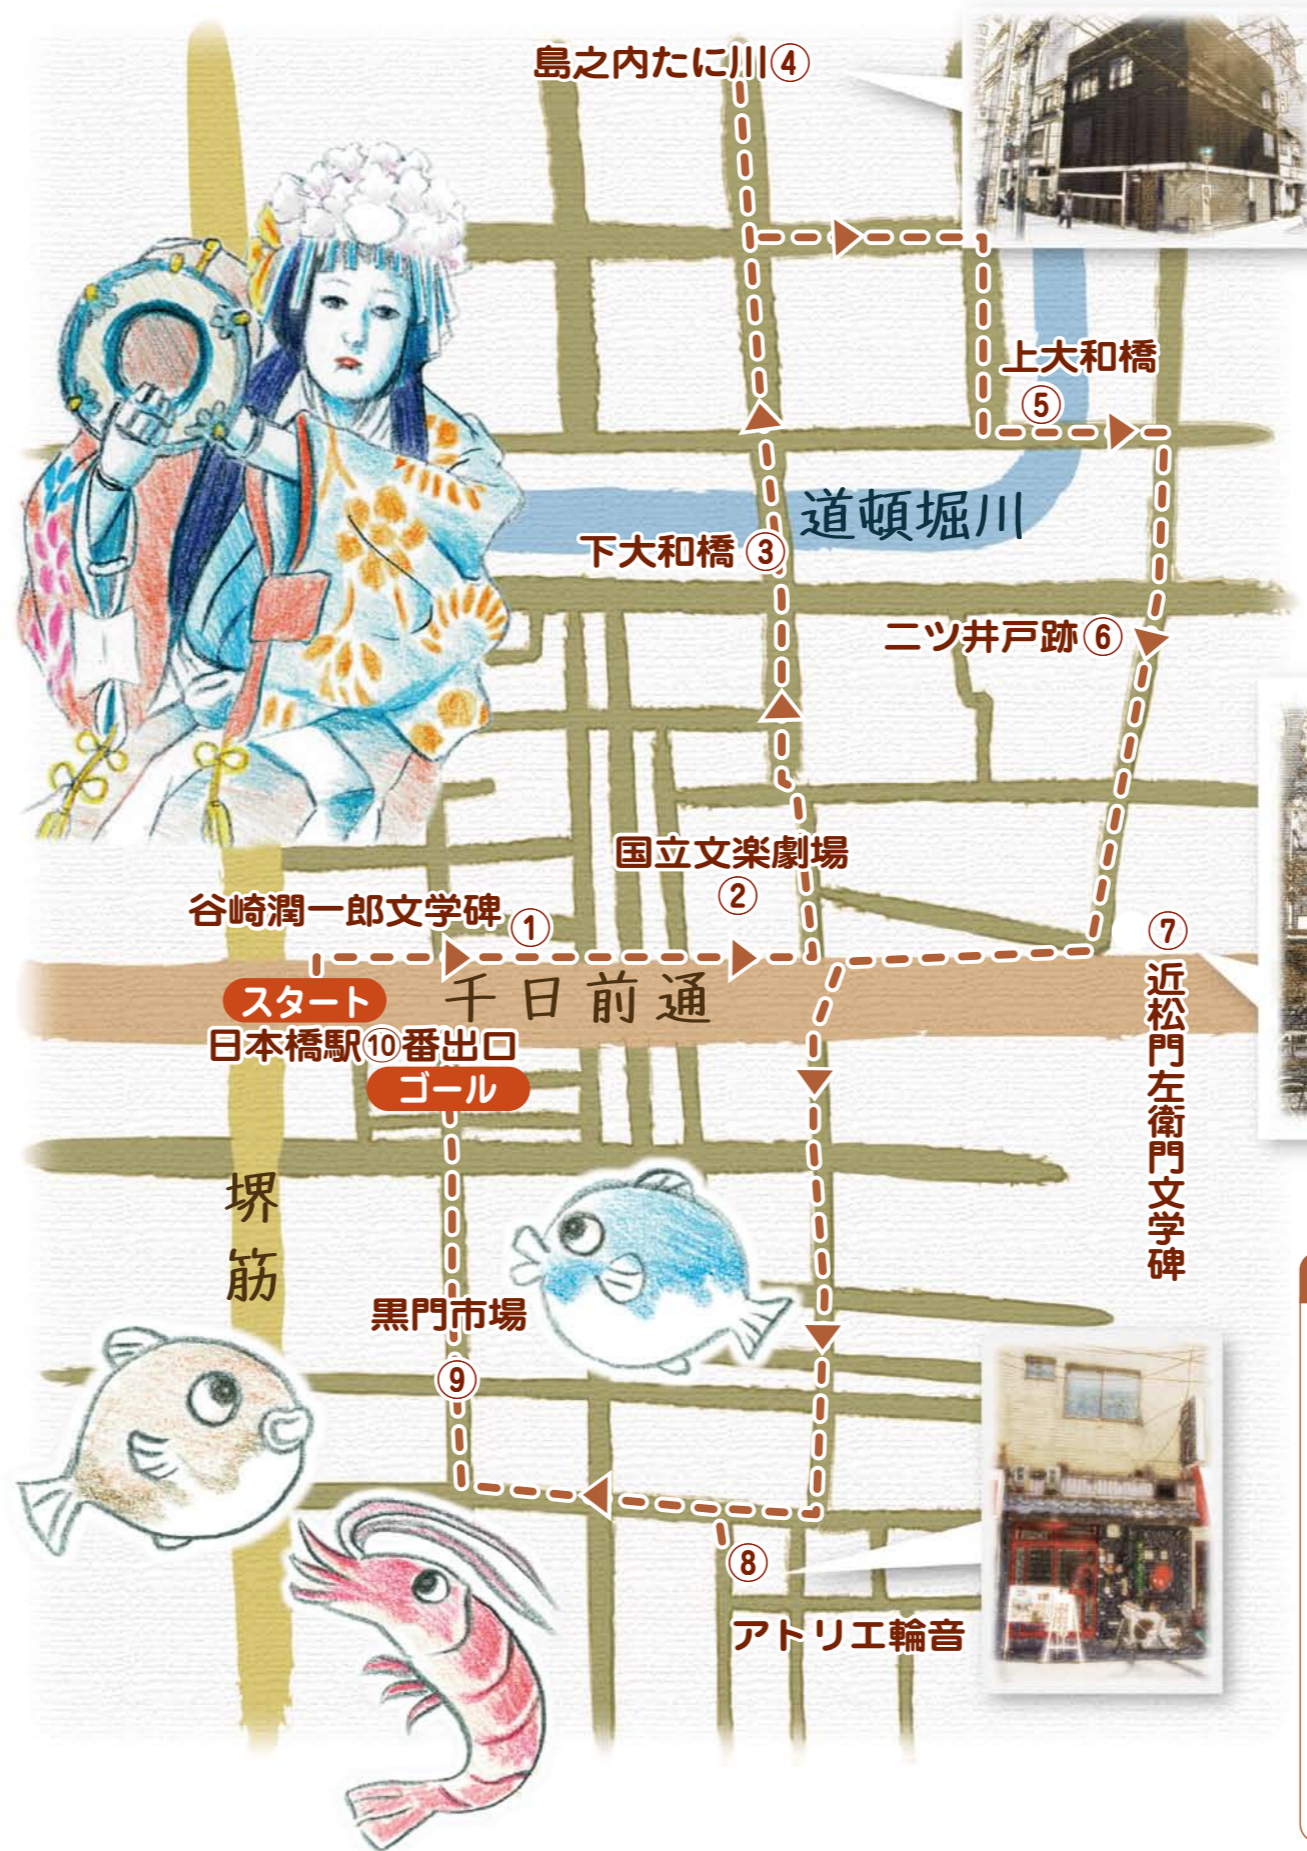 島之内たに川④
上大和橋
⑤
道頓堀川
下大和橋③
二ツ井戸跡⑥
国立文楽劇場
②
谷崎潤一郎文学碑
①
⑦
近松門左衛門文学碑
スタート
千日前通
日本橋駅⑩番出口
ゴール
堺筋
黒門市場
⑨
⑧
アトリエ輪音